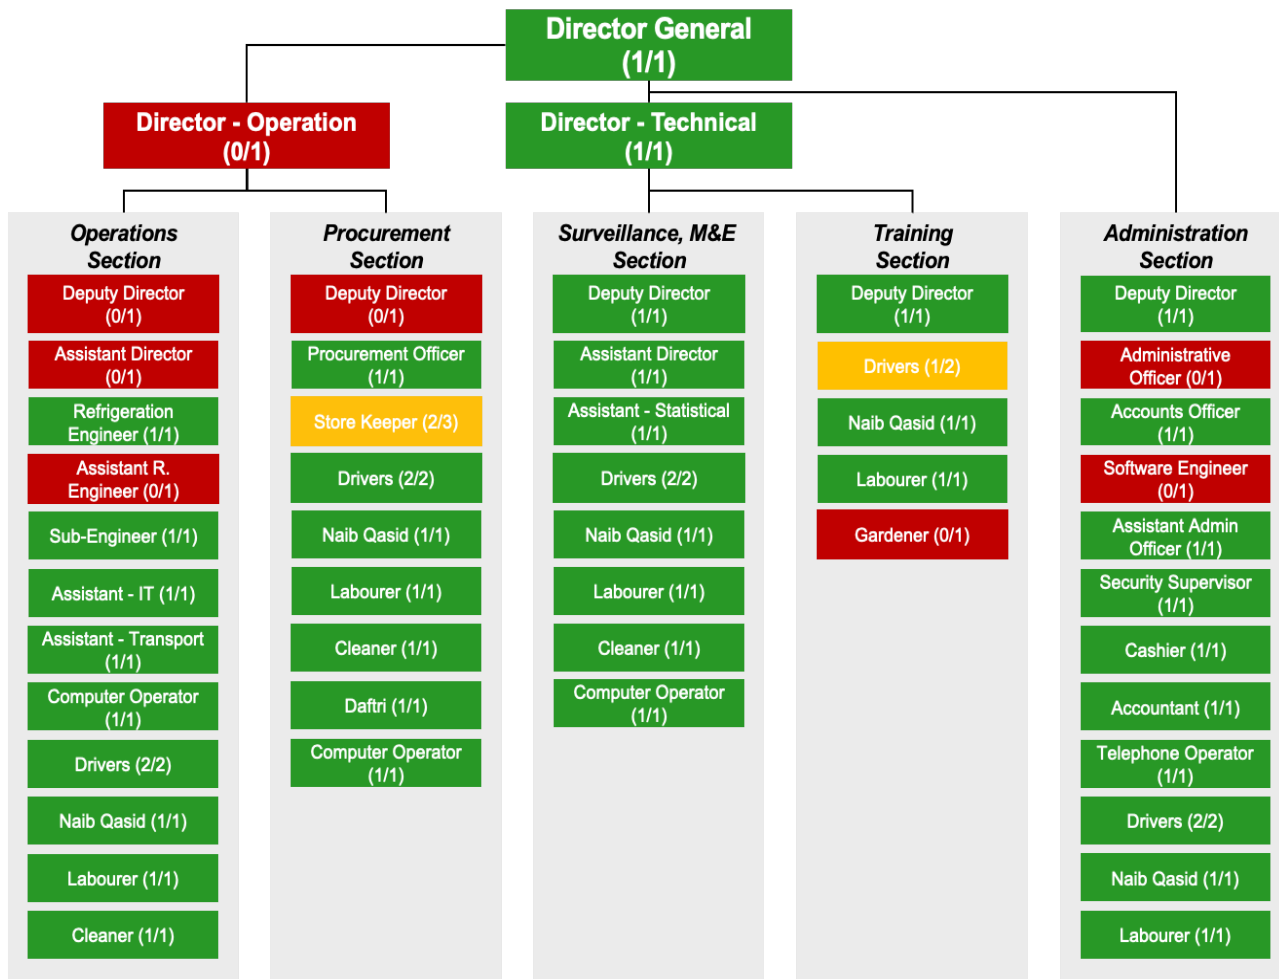 Director General
(1/1)
Director - Operation
(0/1)
Director - Technical
(1/1)
Operations
Section
Deputy Director
(0/1)
Assistant Director
(0/1)
Refrigeration
Engineer (1/1)
Assistant R.
Engineer (0/1)
Sub-Engineer (1/1)
Assistant - IT (1/1)
Assistant - Transport
(1/1)
Computer Operator
(1/1)
Drivers (2/2)
Naib Qasid (1/1)
Labourer (1/1)
Cleaner (1/1)
Procurement
Section
Deputy Director
(0/1)
Procurement Officer
(1/1)
Store Keeper (2/3)
Drivers (2/2)
Naib Qasid (1/1)
Labourer (1/1)
Cleaner (1/1)
Daftri (1/1)
Computer Operator
(1/1)
Surveillance, M&E
Section
Deputy Director
(1/1)
Assistant Director
(1/1)
Assistant - Statistical
(1/1)
Drivers (2/2)
Naib Qasid (1/1)
Labourer (1/1)
Cleaner (1/1)
Computer Operator
(1/1)
Training
Section
Deputy Director
(1/1)
Drivers (1/2)
Naib Qasid (1/1)
Labourer (1/1)
Gardener (0/1)
Administration
Section
Deputy Director
(1/1)
Administrative
Officer (0/1)
Accounts Officer
(1/1)
Software Engineer
(0/1)
Assistant Admin
Officer (1/1)
Security Supervisor
(1/1)
Cashier (1/1)
Accountant (1/1)
Telephone Operator
(1/1)
Drivers (2/2)
Naib Qasid (1/1)
Labourer (1/1)